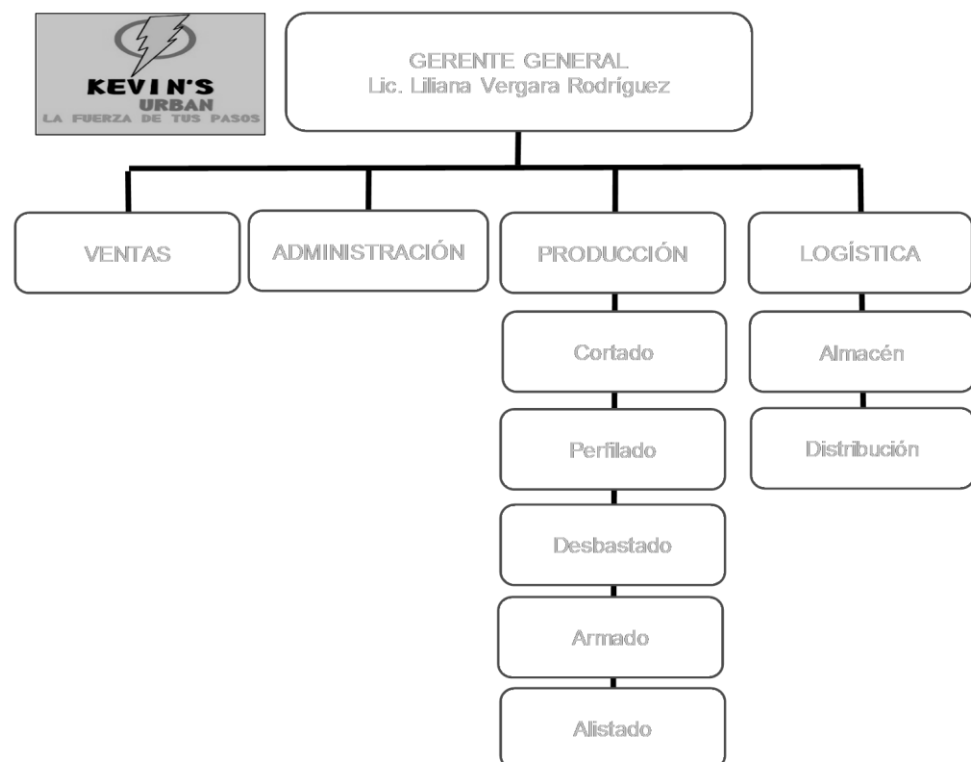 KEVIN'S
URBAN
LA FUERZA DE TUS PASOS
GERENTE GENERAL
Lic. Liliana Vergara Rodríguez
VENTAS
ADMINISTRACIÓN
PRODUCCIÓN
LOGÍSTICA
Cortado
Almacén
Perfilado
Distribución
Desbastado
Armado
Alistado